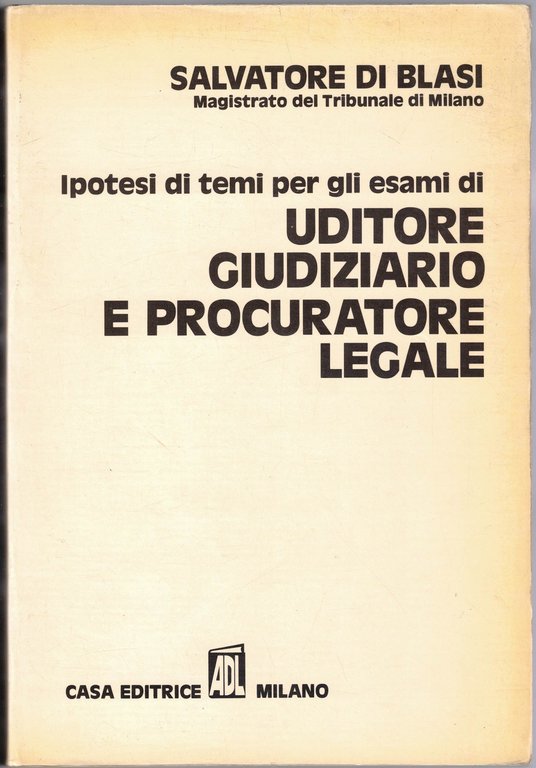 SALVATORE DI BLASI
Magistrato del Tribunale di Milano
Ipotesi di temi per gli esami di
UDITORE
GIUDIZIARIO
E PROCURATORE
LEGALE
CASA EDITRICE ADL MILANO